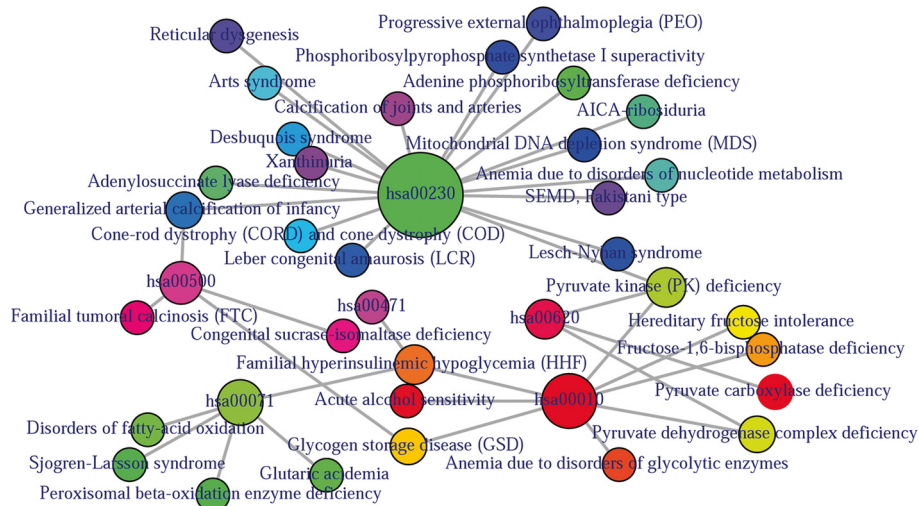 Progressive external ophthalmoplegia (PEO)
Reticular dysgenesis
Phosphoribosylpyrophosphate synthetase I superactivity
Arts syndrome
Adenine phosphoribosyltransferase deficiency
Calcification of joints and arteries
AICA-ribosiduria
Desbuquois syndrome
Mitochondrial DNA depletion syndrome (MDS)
Xanthinuria
Anemia due to disorders of nucleotide metabolism
Adenylosuccinate lyase deficiency
hsa00230
SEMD, Pakistani type
Generalized arterial calcification of infancy
Cone-rod dystrophy (CORD) and cone dystrophy (COD)
Lesch-Nyhan syndrome
Leber congenital amaurosis (LCR)
hsa00500
Pyruvate kinase (PK) deficiency
hsa00471
Familial tumoral calcinosis (FTC)
hsa00620
Hereditary fructose intolerance
Congenital sucrase-isomaltase deficiency
Fructose-1,6-bisphosphatase deficiency
Familial hyperinsulinemic hypoglycemia (HHF)
Pyruvate carboxylase deficiency
hsa00071
Acute alcohol sensitivity
hsa00010
Disorders of fatty-acid oxidation
Pyruvate dehydrogenase complex deficiency
Glycogen storage disease (GSD)
Sjogren-Larsson syndrome
Anemia due to disorders of glycolytic enzymes
Glutaric acidemia
Peroxisomal beta-oxidation enzyme deficiency